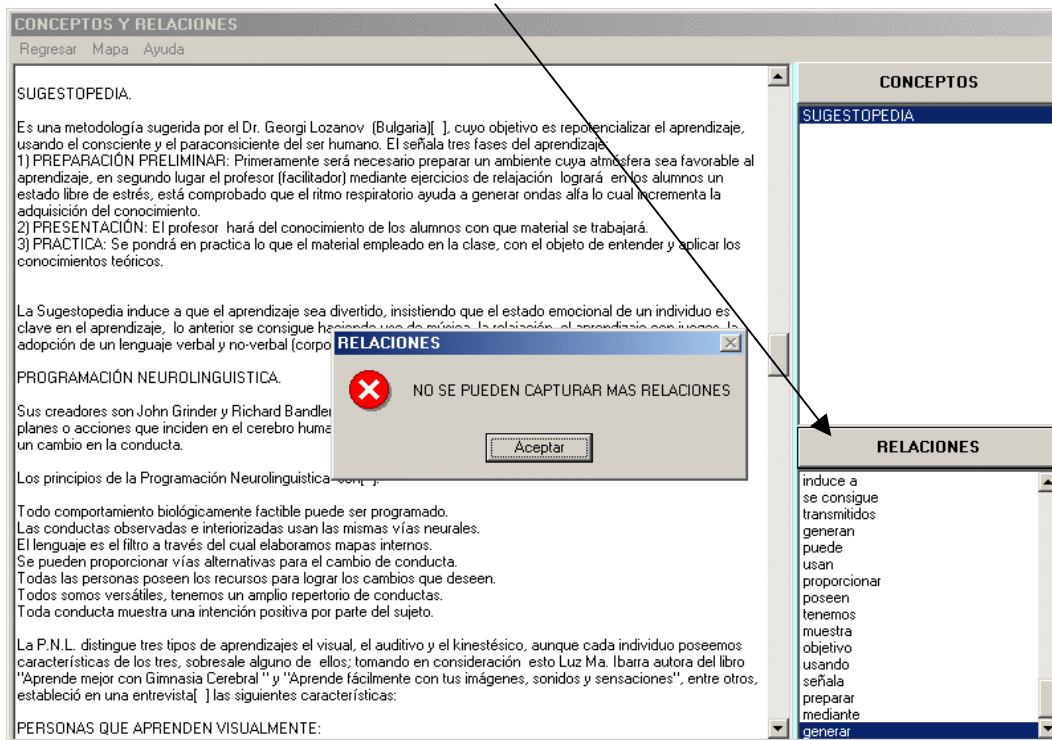 CONCEPTOS Y RELACIONES
Regresar Mapa Ayuda
SUGESTOPEDIA.
Es una metodología sugerida por el Dr. Georgi Lozanov (Bulgaria)[ ], cuyo objetivo es repotencializar el aprendizaje,
usando el consciente y el paraconsiciente del ser humano. El señala tres fases del aprendizaje:
1) PREPARACIÓN PRELIMINAR: Primeramente será necesario preparar un ambiente cuya atmósfera sea favorable al
aprendizaje, en segundo lugar el profesor (facilitador) mediante ejercicios de relajación logrará en los alumnos un
estado libre de estrés, está comprobado que el ritmo respiratorio ayuda a generar ondas alfa lo cual incrementa la
adquisición del conocimiento.
2) PRESENTACIÓN: El profesor hará del conocimiento de los alumnos con que material se trabajará.
3) PRACTICA: Se pondrá en practica lo que el material empleado en la clase, con el objeto de entender y aplicar los
conocimientos teóricos.
La Sugestopedia induce a que el aprendizaje sea divertido, insistiendo que el estado emocional de un individuo es
clave en el aprendizaje, lo anterior se consigue haciendo uso de música, la relajación, el aprendizaje con juegos, la
adopción de un lenguaje verbal y no-verbal (corpo
PROGRAMACIÓN NEUROLINGUISTICA.
Sus creadores son John Grinder y Richard Bandler
planes o acciones que inciden en el cerebro huma
un cambio en la conducta.
Los principios de la Programación Neurolinguistica son[ ]:
Todo comportamiento biológicamente factible puede ser programado.
Las conductas observadas e interiorizadas usan las mismas vías neurales.
El lenguaje es el filtro a través del cual elaboramos mapas internos.
Se pueden proporcionar vías alternativas para el cambio de conducta.
Todas las personas poseen los recursos para lograr los cambios que deseen.
Todos somos versátiles, tenemos un amplio repertorio de conductas.
Toda conducta muestra una intención positiva por parte del sujeto.
La P.N.L. distingue tres tipos de aprendizajes el visual, el auditivo y el kinestésico, aunque cada individuo poseemos
características de los tres, sobresale alguno de ellos; tomando en consideración esto Luz Ma. Ibarra autora del libro
"Aprende mejor con Gimnasia Cerebral " y "Aprende fácilmente con tus imágenes, sonidos y sensaciones", entre otros,
estableció en una entrevista[ ] las siguientes características:
PERSONAS QUE APRENDEN VISUALMENTE:
RELACIONES
NO SE PUEDEN CAPTURAR MAS RELACIONES
Aceptar
CONCEPTOS
SUGESTOPEDIA
RELACIONES
induce a
se consigue
transmitidos
generan
puede
usan
proporcionar
poseen
tenemos
muestra
objetivo
usando
señala
preparar
mediante
generar